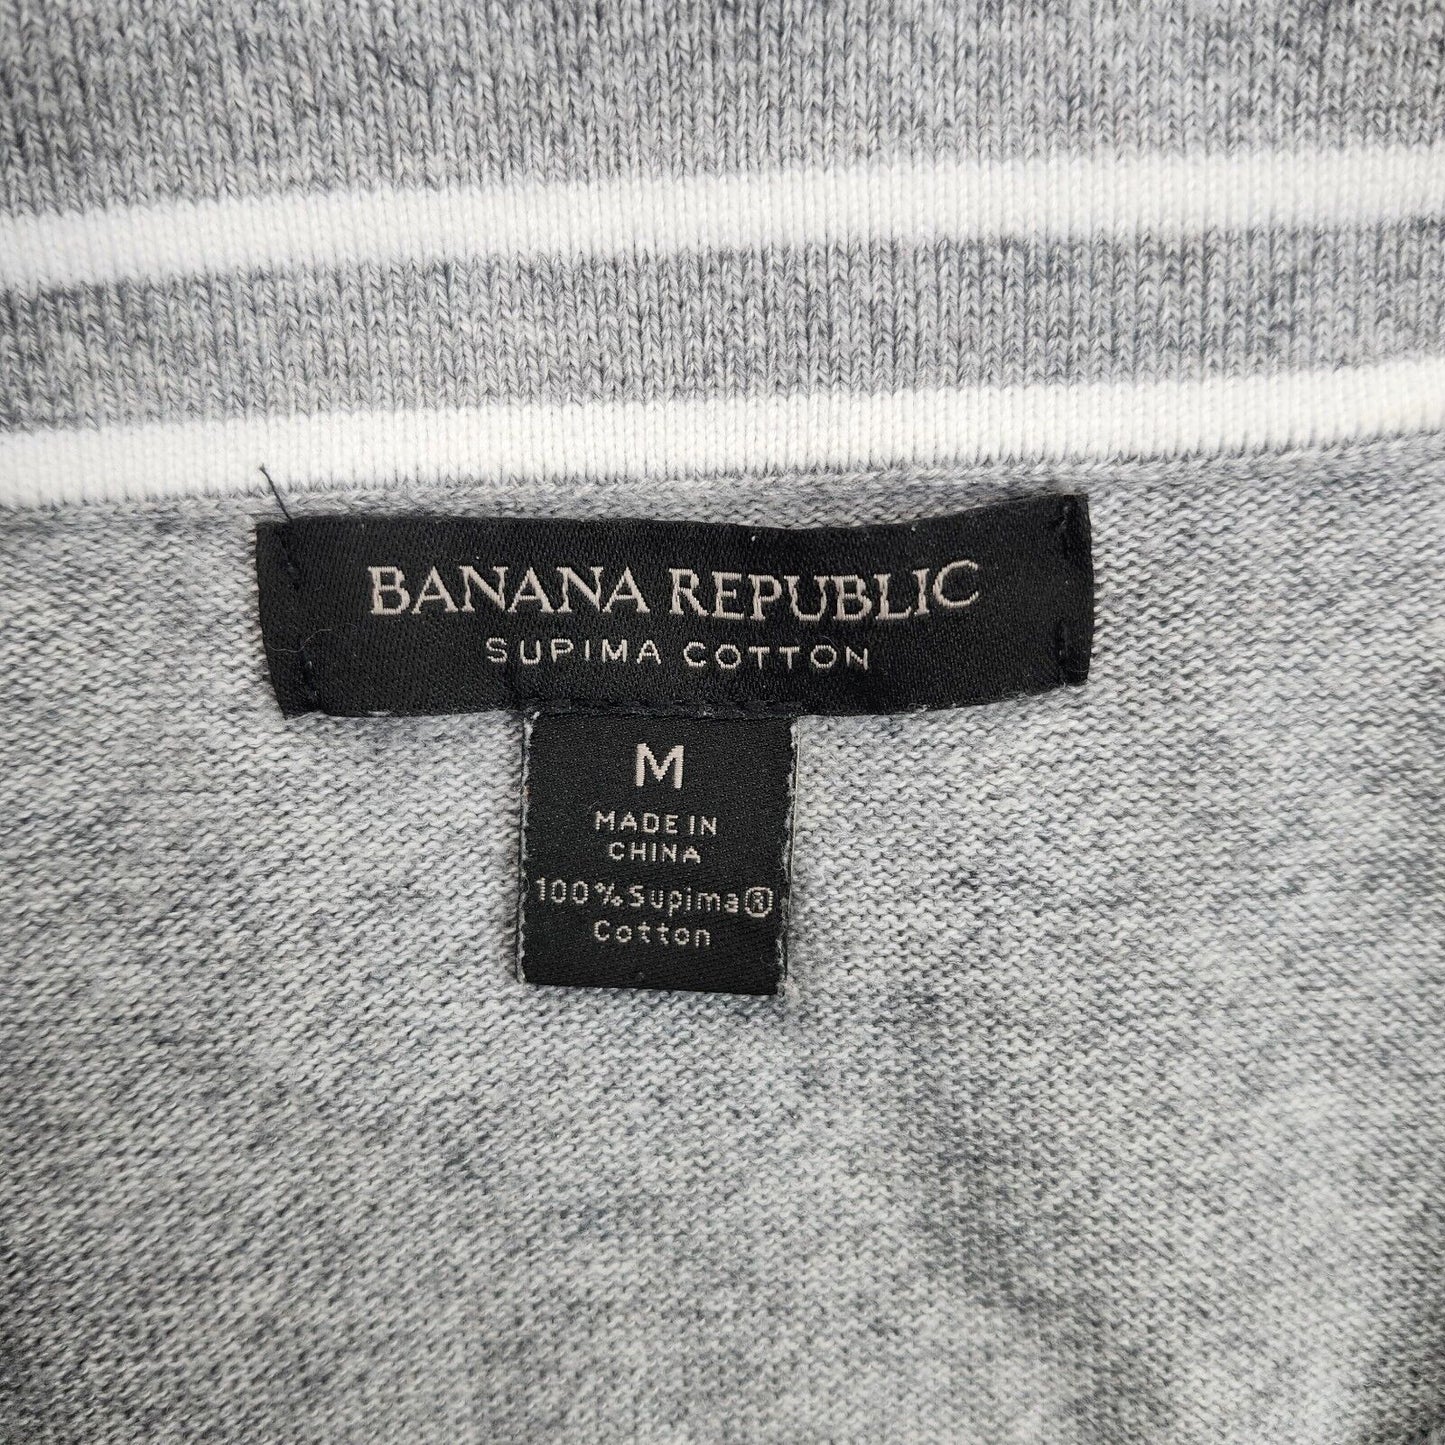 BANANA REPUBLIC
SUPIMA COTTON
M
MADE IN
CHINA
100% Supima®
Cotton